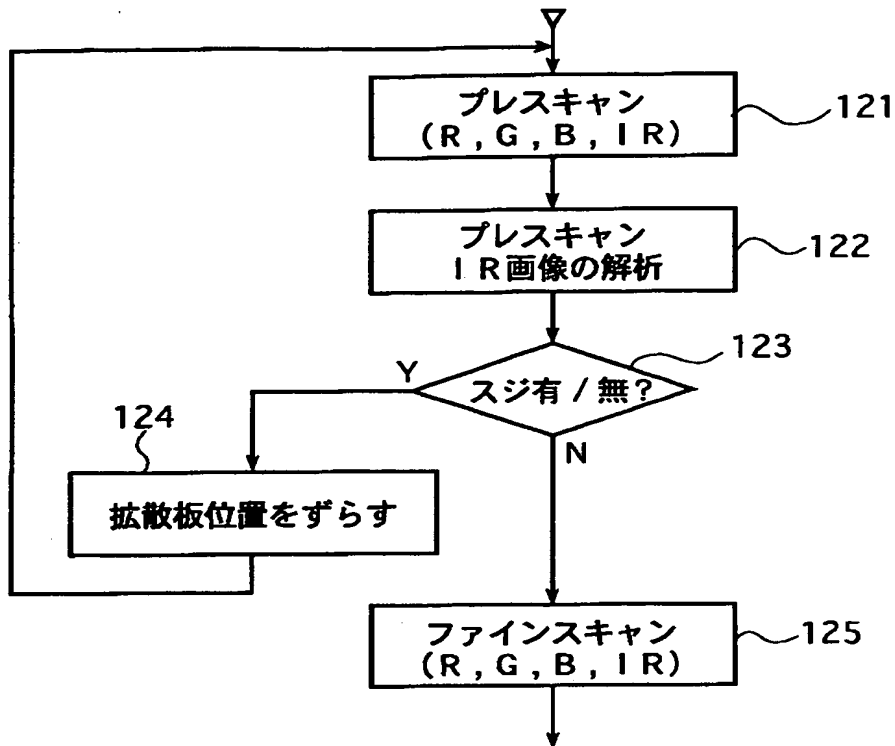 プレスキャン
(R,G,B,IR)
121
プレスキャン
IR画像の解析
122
123
スジ有/無?
Y
N
124
拡散板位置をずらす
ファインスキャン
(R,G,B,IR)
125